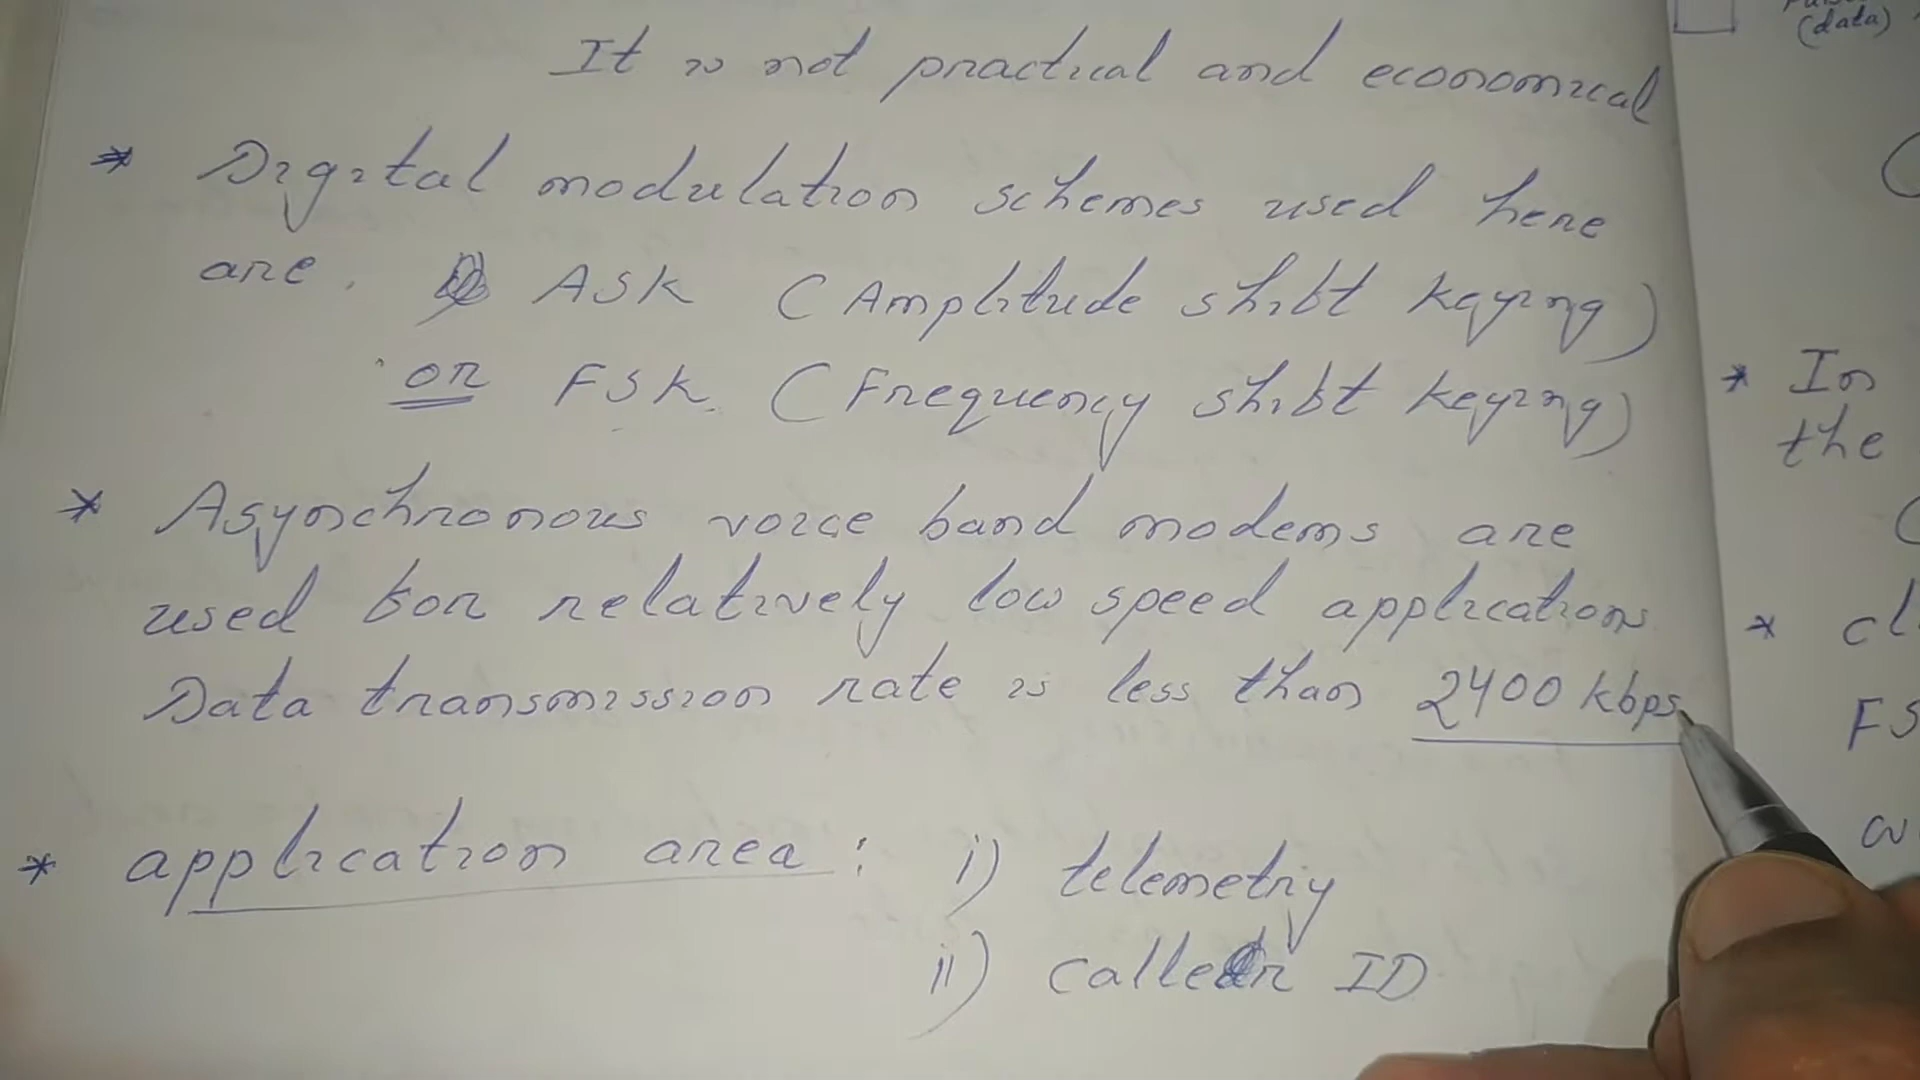 It is not practical and economical
* Digital modulation schemes used here
are. ASK (Amplitude shift keying)
or FSK. (Frequency shift keying)
* Asynchronous voice band modems are
used for relatively low speed applications
Data transmission rate is less than 2400 kbps
* application area : i) telemetry
ii) caller ID
(data)
* In
the
* cl
FS